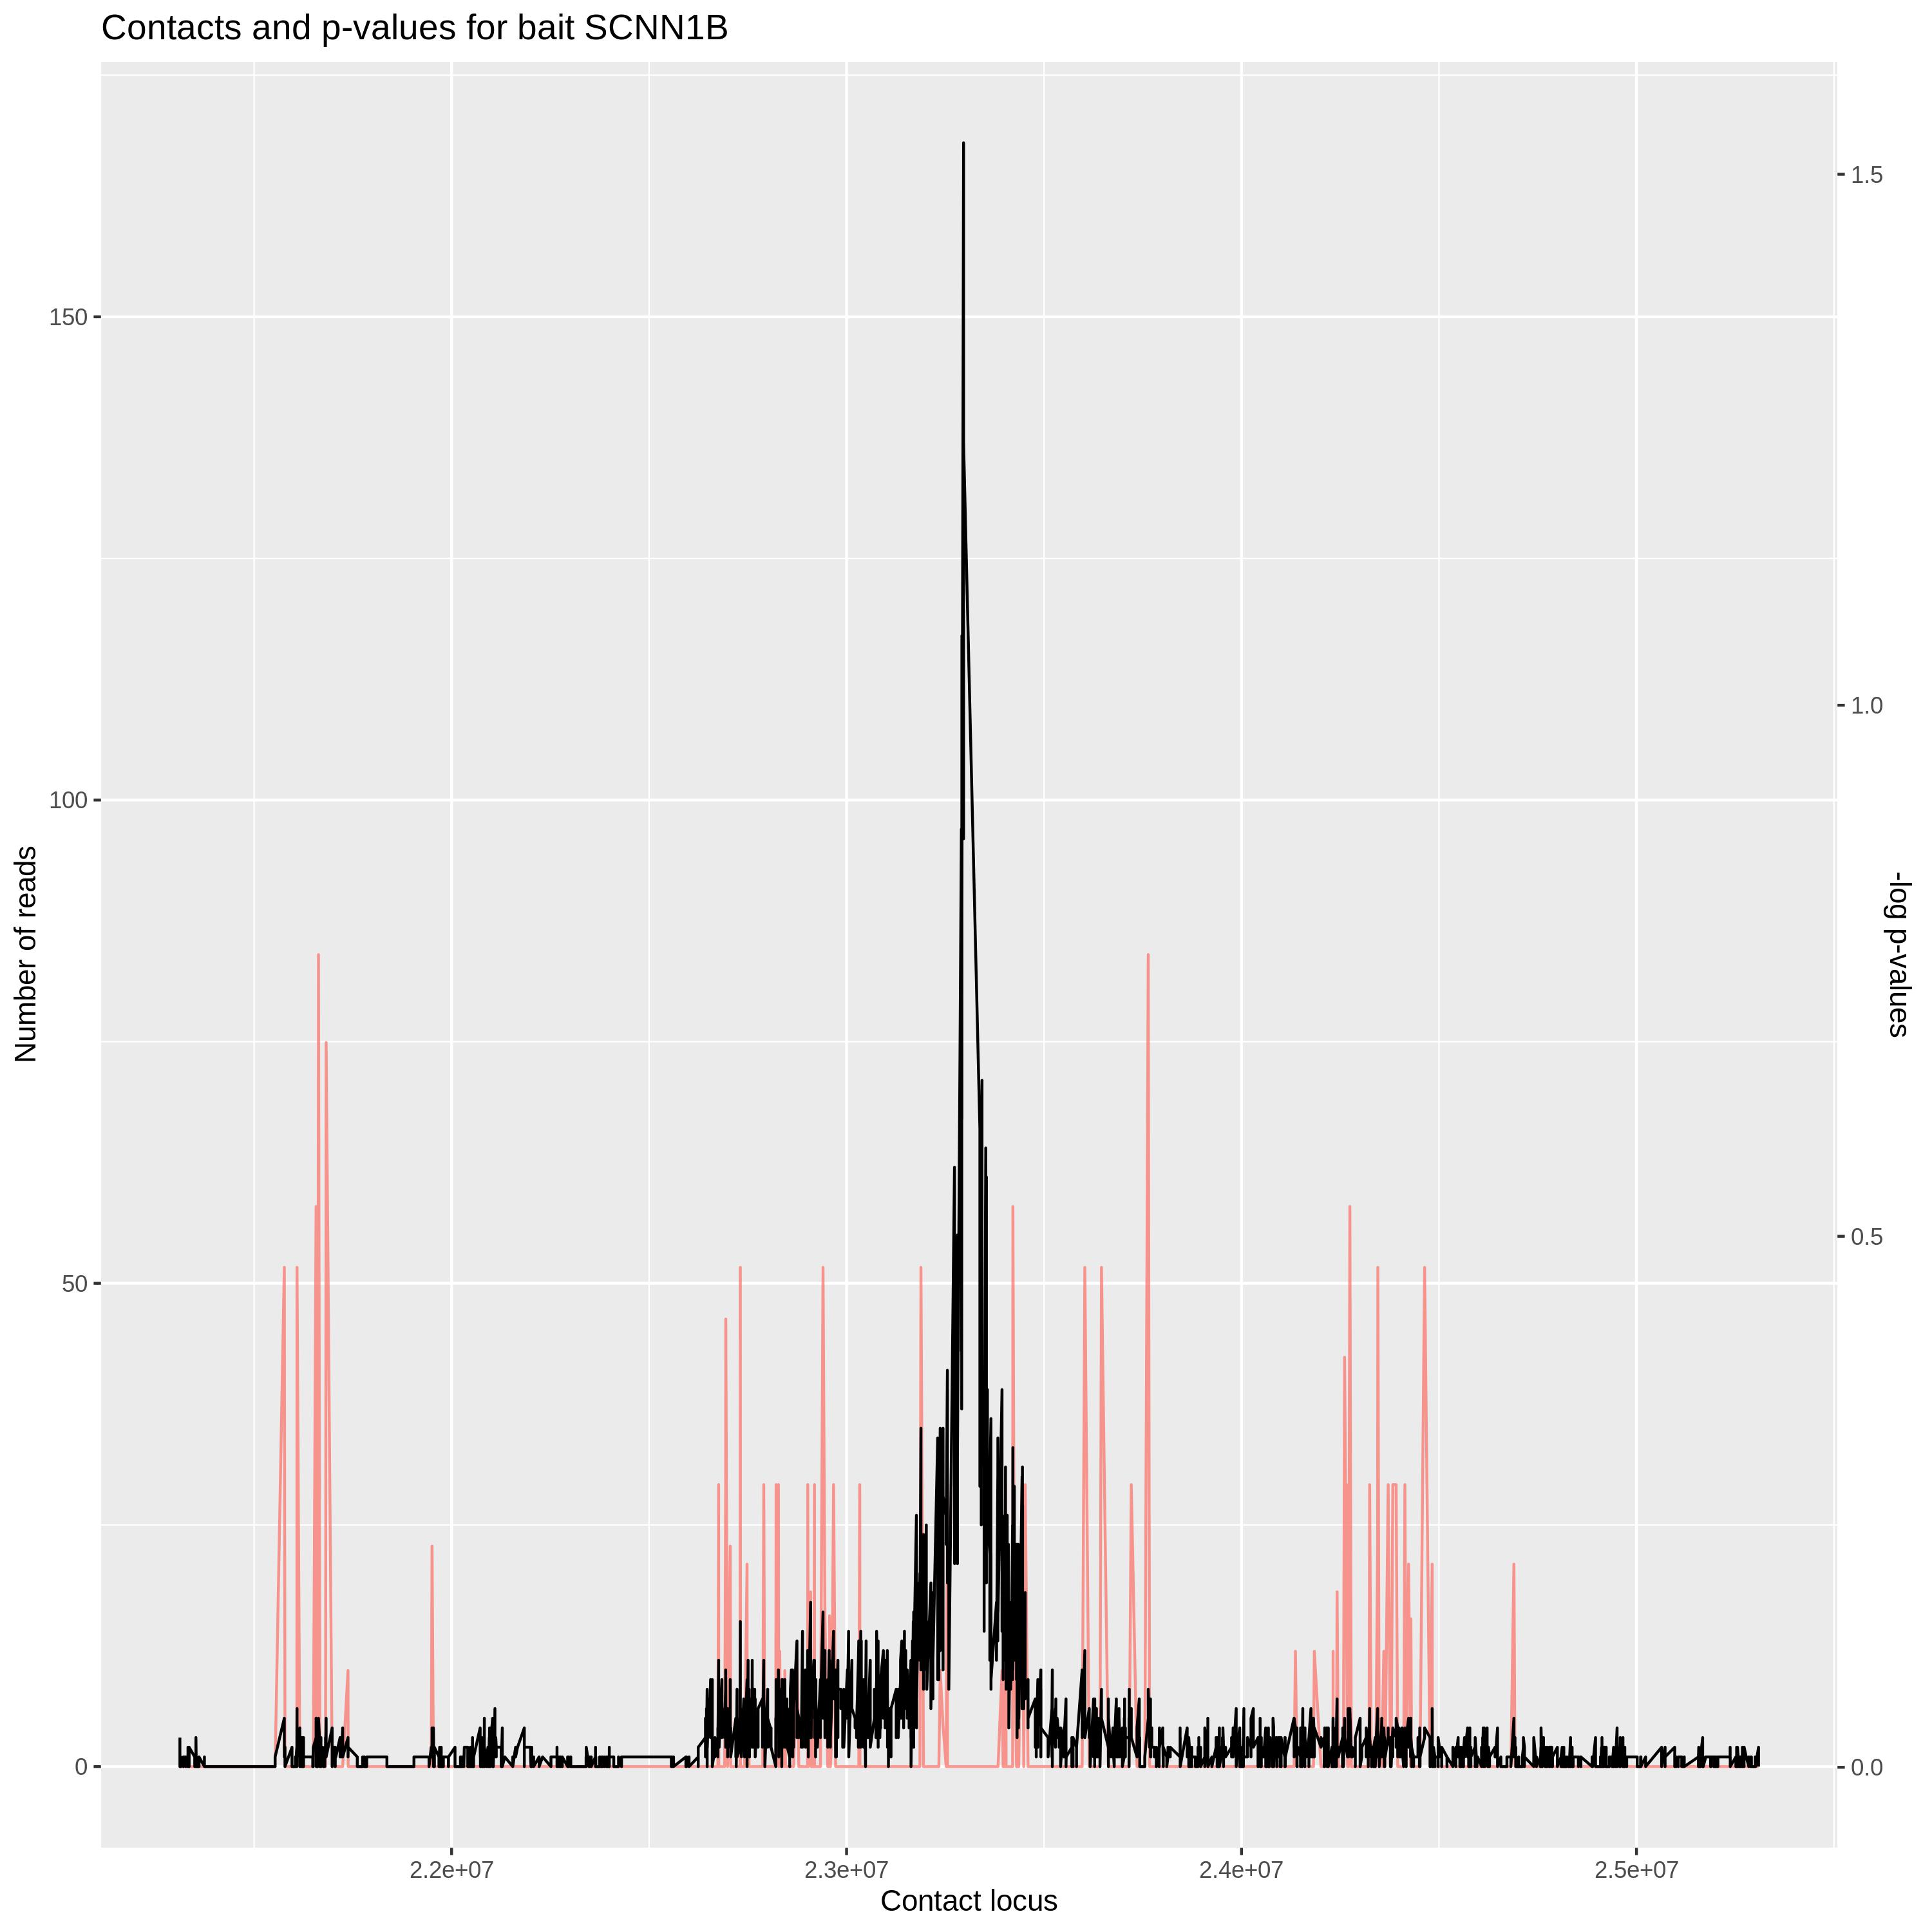 Contacts and p-values for bait SCNN1B
150
100
50
0
Number of reads
1.5
1.0
0.5
0.0
-log p-values
2.2e+07
2.3e+07
2.4e+07
2.5e+07
Contact locus